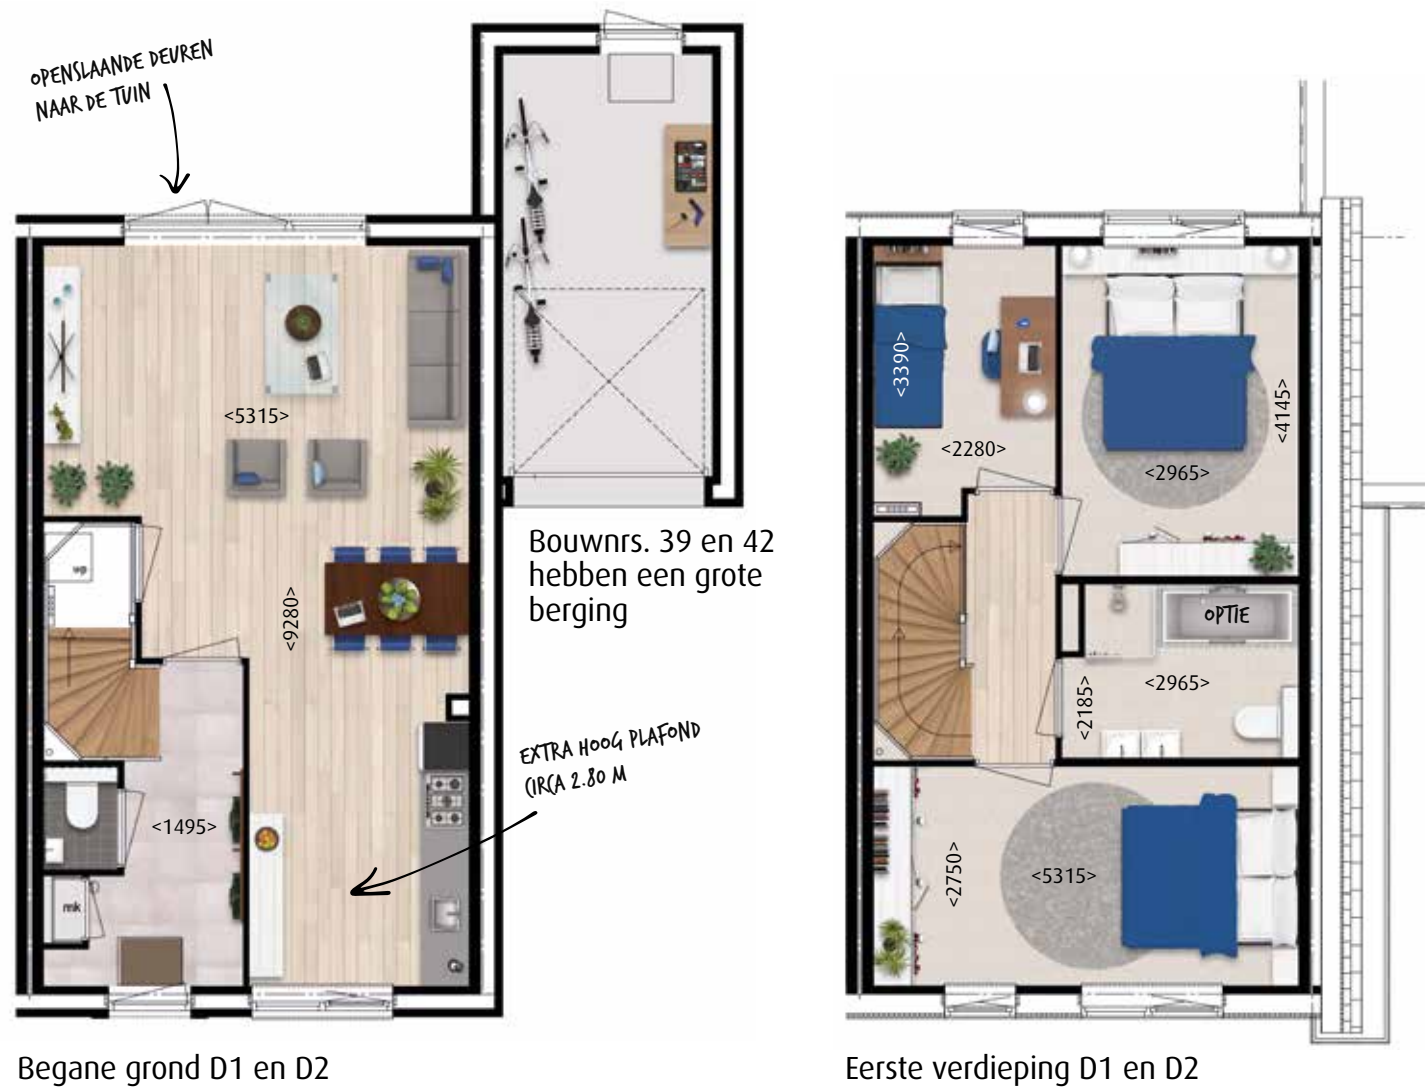 OPENSLAANDE DEUREN
NAAR DE TUIN
<5315>
<9280>
wp
<1495>
mk
EXTRA HOOG PLAFOND
CIRCA 2.80 M
Bouwnrs. 39 en 42
hebben een grote
berging
Begane grond D1 en D2
<3390>
<2280>
<4145>
<2965>
OPTIE
<2965>
<2185>
<2750>
<5315>
Eerste verdieping D1 en D2